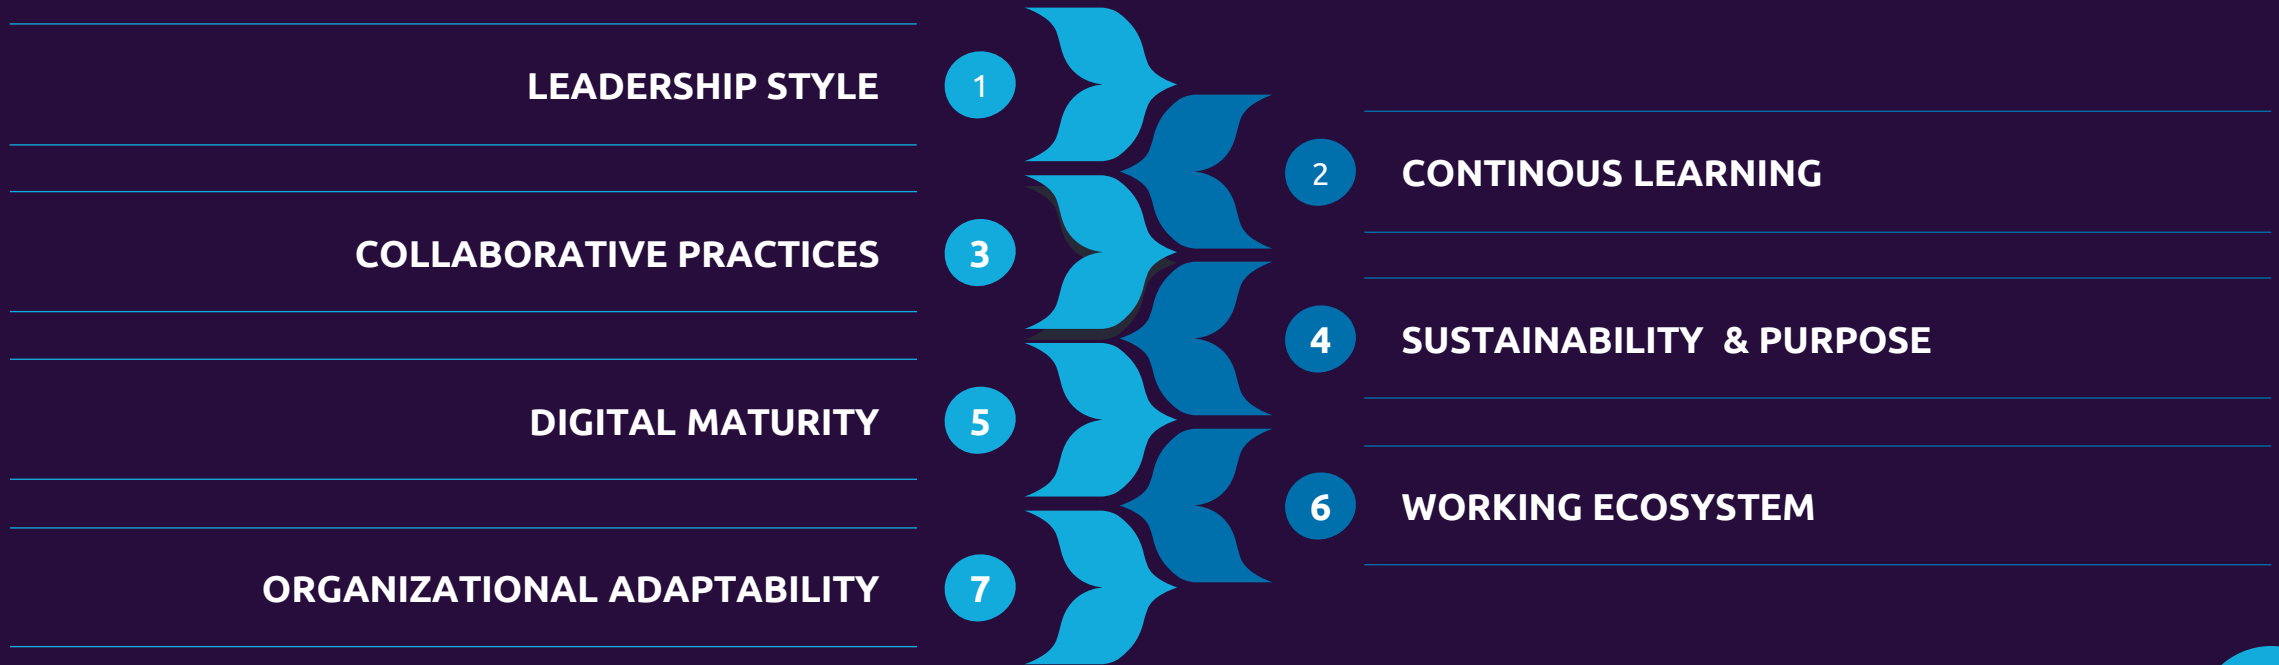 1 LEADERSHIP STYLE
2 CONTINOUS LEARNING
3 COLLABORATIVE PRACTICES
4 SUSTAINABILITY & PURPOSE
5 DIGITAL MATURITY
6 WORKING ECOSYSTEM
7 ORGANIZATIONAL ADAPTABILITY